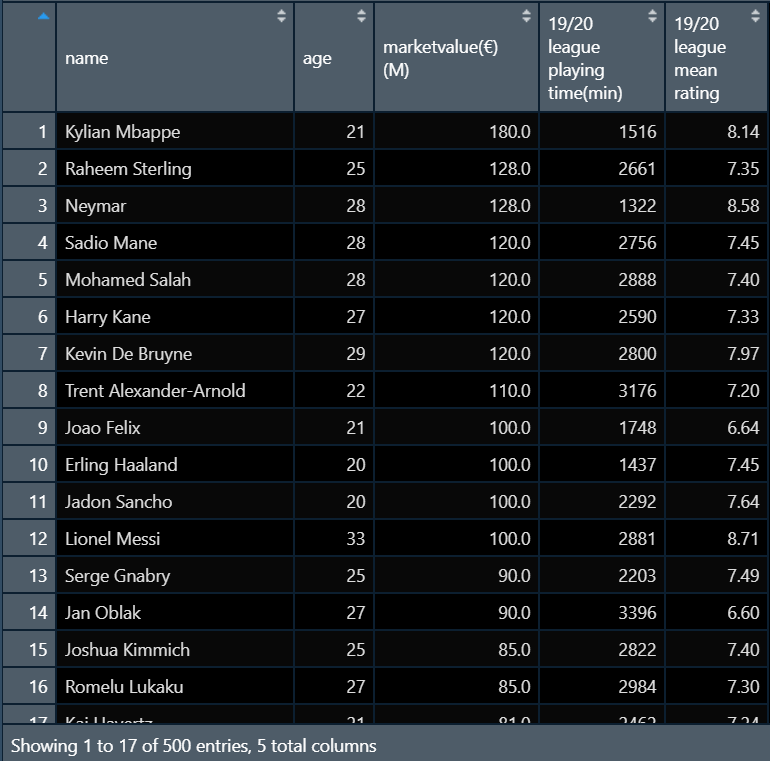 name age marketvalue(€)(M) 19/20 league playing time(min) 19/20 league mean rating
1 Kylian Mbappe 21 180.0 1516 8.14
2 Raheem Sterling 25 128.0 2661 7.35
3 Neymar 28 128.0 1322 8.58
4 Sadio Mane 28 120.0 2756 7.45
5 Mohamed Salah 28 120.0 2888 7.40
6 Harry Kane 27 120.0 2590 7.33
7 Kevin De Bruyne 29 120.0 2800 7.97
8 Trent Alexander-Arnold 22 110.0 3176 7.20
9 Joao Felix 21 100.0 1748 6.64
10 Erling Haaland 20 100.0 1437 7.45
11 Jadon Sancho 20 100.0 2292 7.64
12 Lionel Messi 33 100.0 2881 8.71
13 Serge Gnabry 25 90.0 2203 7.49
14 Jan Oblak 27 90.0 3396 6.60
15 Joshua Kimmich 25 85.0 2822 7.40
16 Romelu Lukaku 27 85.0 2984 7.30
17 Kai Havertz 21 81.0 2462 7.24
Showing 1 to 17 of 500 entries, 5 total columns